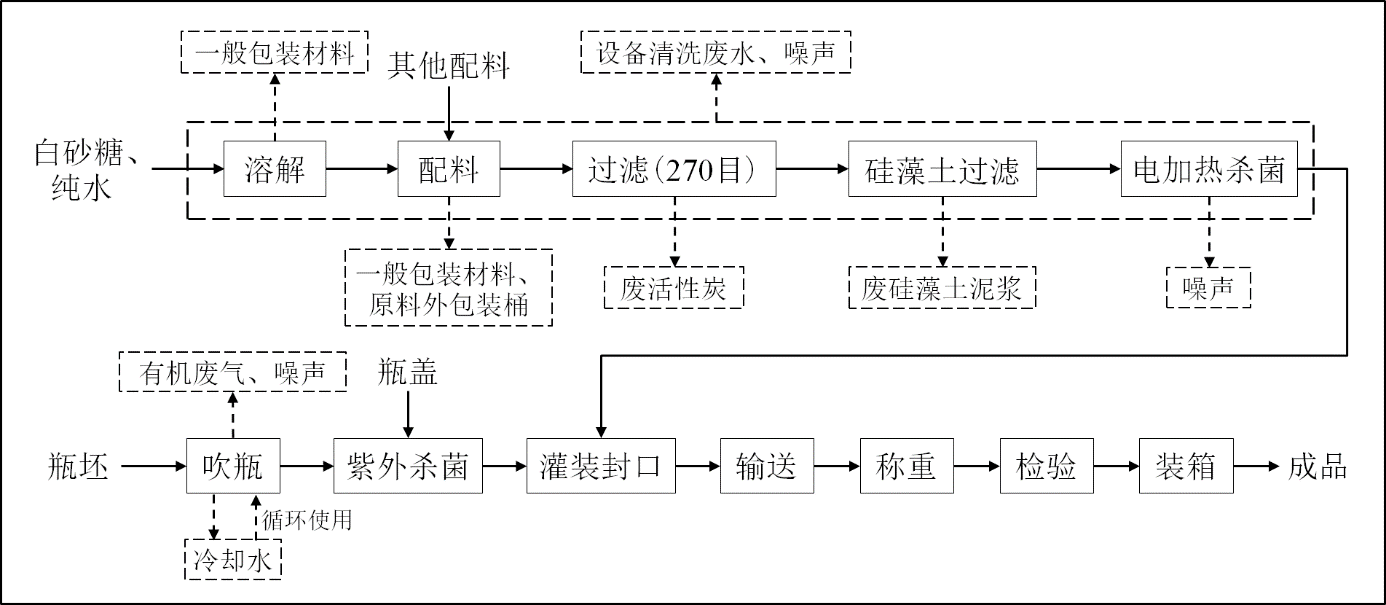 一般包装材料
其他配料
设备清洗废水、噪声
白砂糖、
纯水
溶解
配料
过滤(270目)
硅藻土过滤
电加热杀菌
一般包装材料、
原料外包装桶
废活性炭
废硅藻土泥浆
噪声
有机废气、噪声
瓶盖
瓶坯
吹瓶
紫外杀菌
灌装封口
输送
称重
检验
装箱
成品
循环使用
冷却水